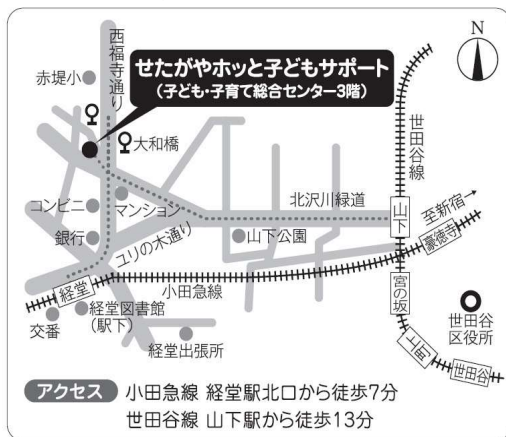 N
西福寺通り
赤堤小
せたがやホッと子どもサポート
(子ども・子育て総合センター3階)
大和橋
世田谷線
コンビニ
マンション
北沢川緑道
山下
至新宿→
豪徳寺
銀行
ユリの木通り
山下公園
経堂
小田急線
宮の坂
交番
経堂図書館
(駅下)
経堂出張所
世田谷
区役所
上町
世田谷
アクセス 小田急線 経堂駅北口から徒歩7分
世田谷線 山下駅から徒歩13分